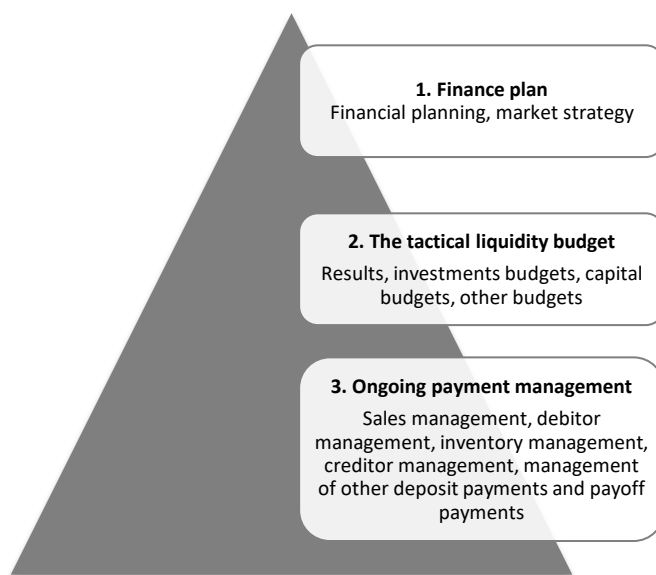 1. Finance plan
Financial planning, market strategy
2. The tactical liquidity budget
Results, investments budgets, capital
budgets, other budgets
3. Ongoing payment management
Sales management, debitor
management, inventory management,
creditor management, management
of other deposit payments and payoff
payments